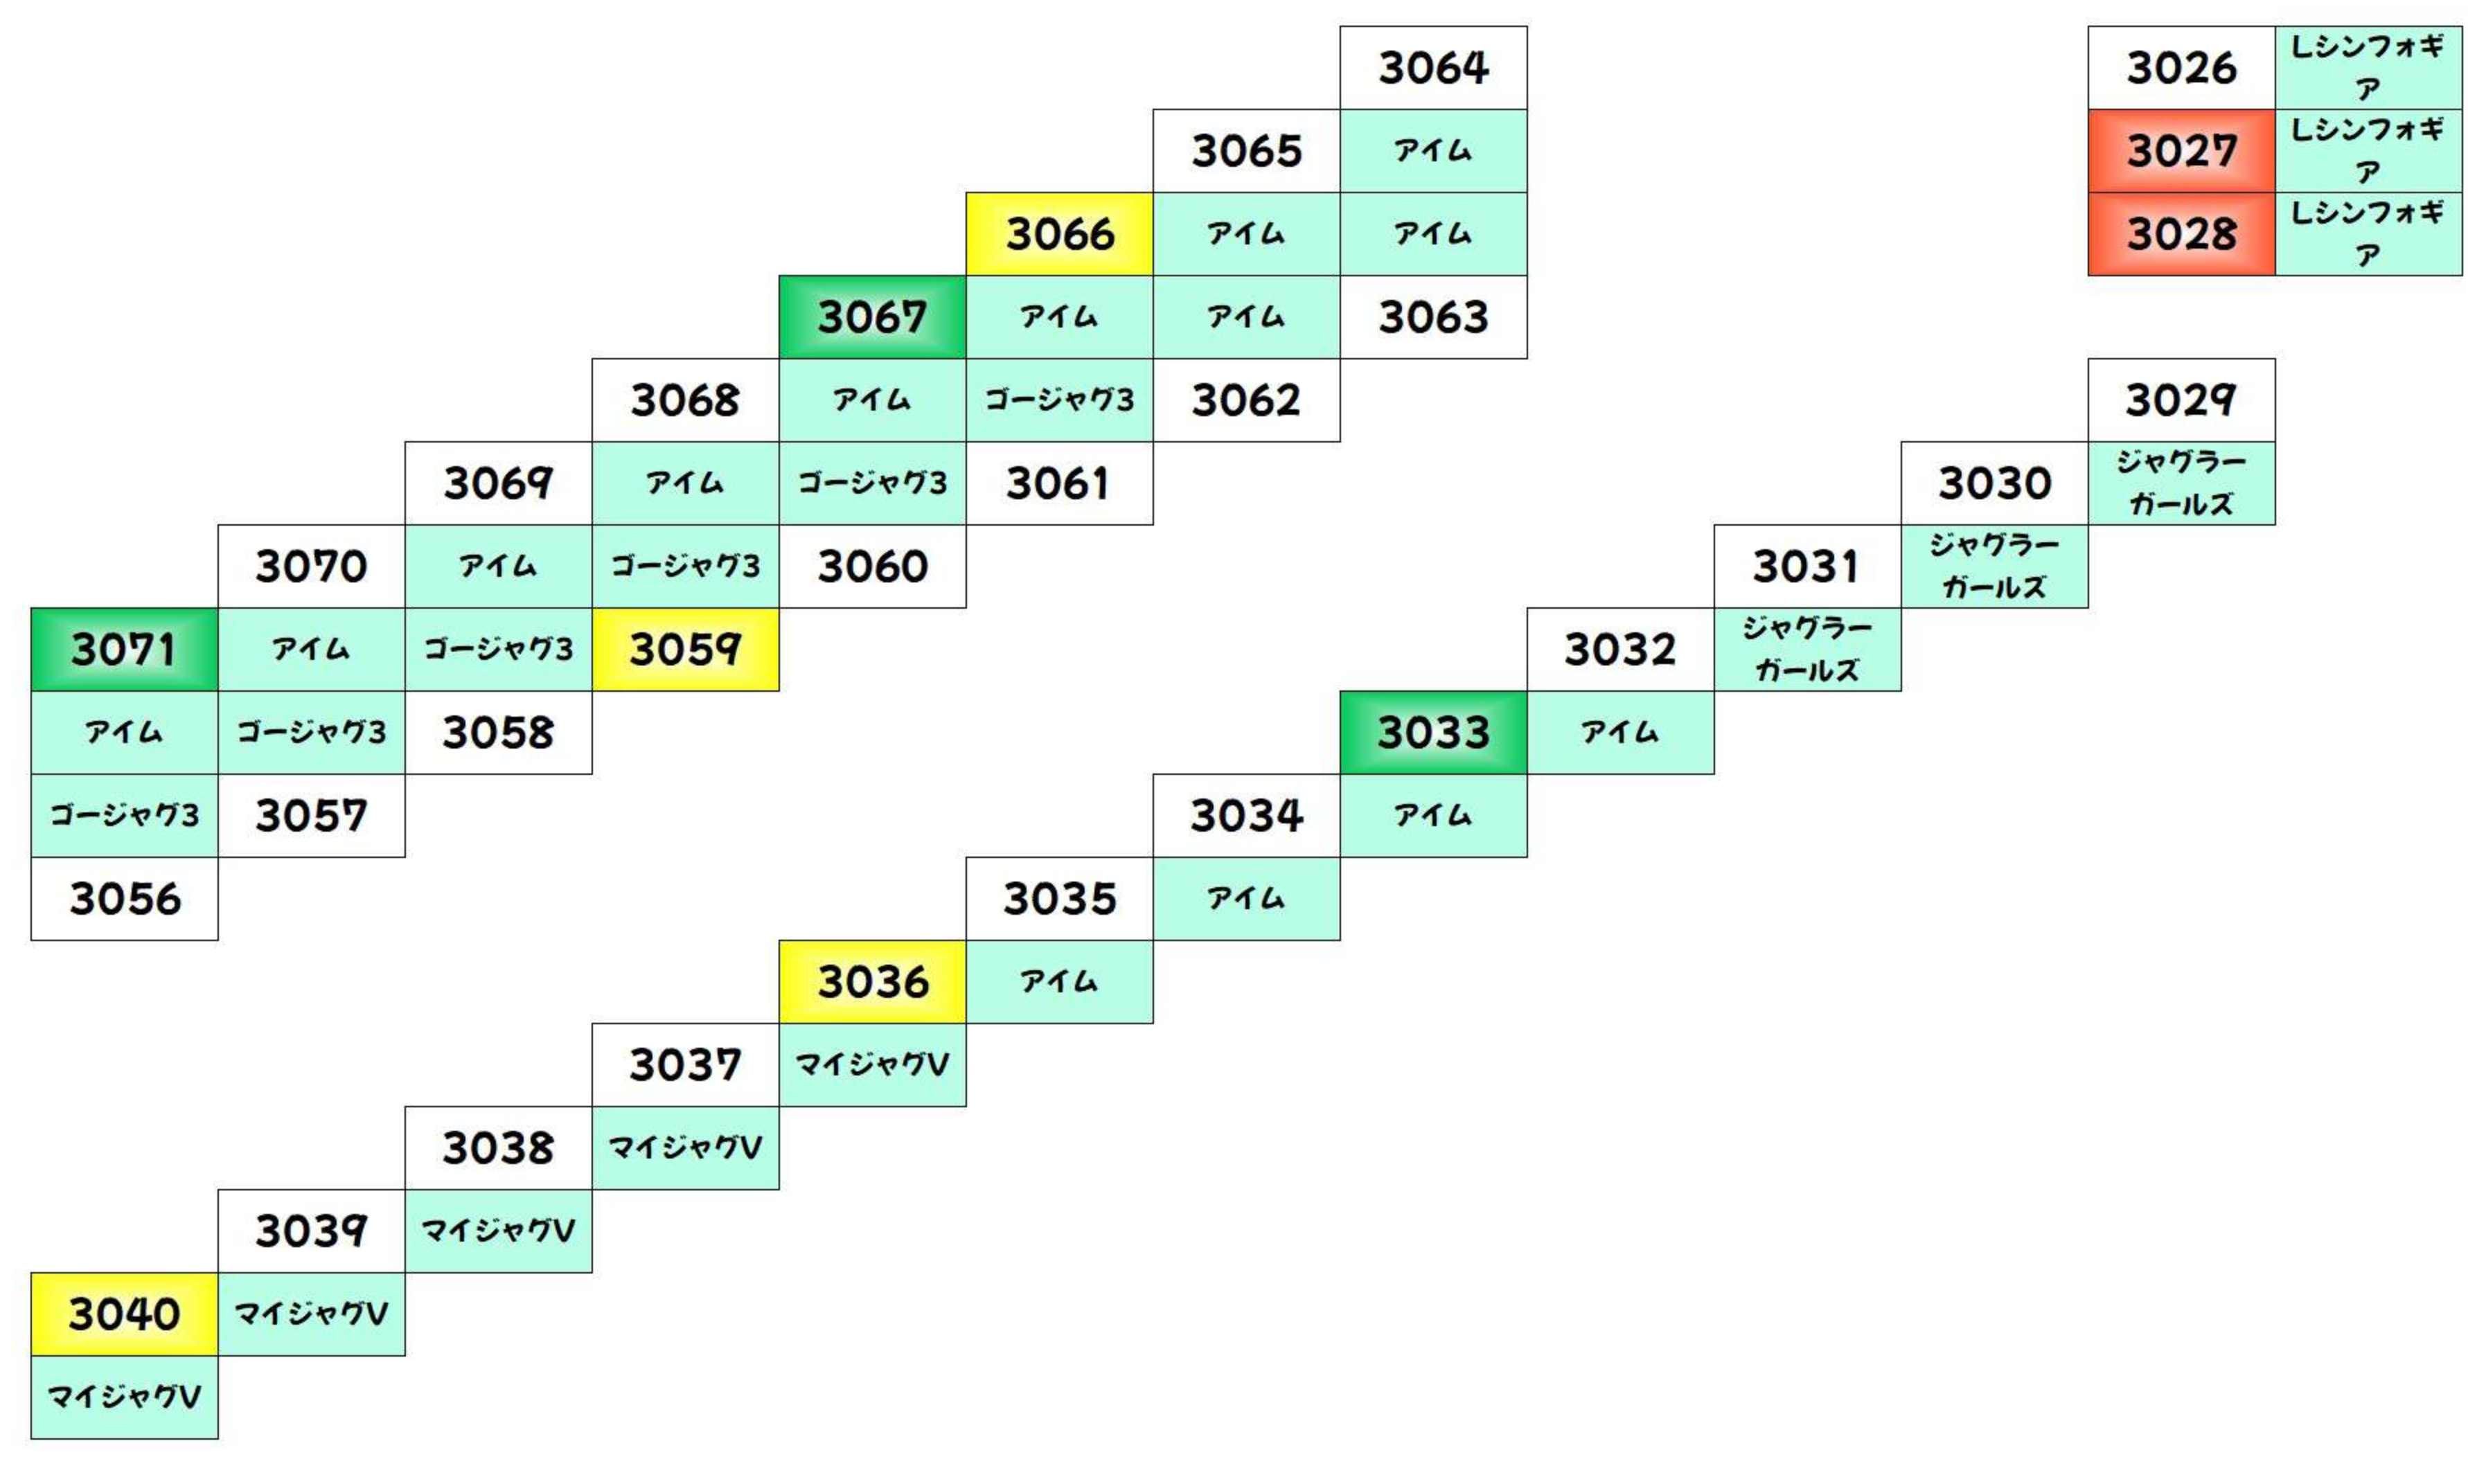 3064
3026 Lシンフォギ
ア
3065 アイム 3027 Lシンフォギ
ア
3066 アイム アイム 3028 Lシンフォギ
ア
3067 アイム アイム 3063
3068 アイム ゴージャグ3 3062 3029
3069 アイム ゴージャグ3 3061 3030 ジャグラー
ガールズ
3070 アイム ゴージャグ3 3060 3031 ジャグラー
ガールズ
3071 アイム ゴージャグ3 3059 3032 ジャグラー
ガールズ
アイム ゴージャグ3 3058 3033 アイム
ゴージャグ3 3057 3034 アイム
3056 3035 アイム
3036 アイム
3037 マイジャグV
3038 マイジャグV
3039 マイジャグV
3040 マイジャグV
マイジャグV